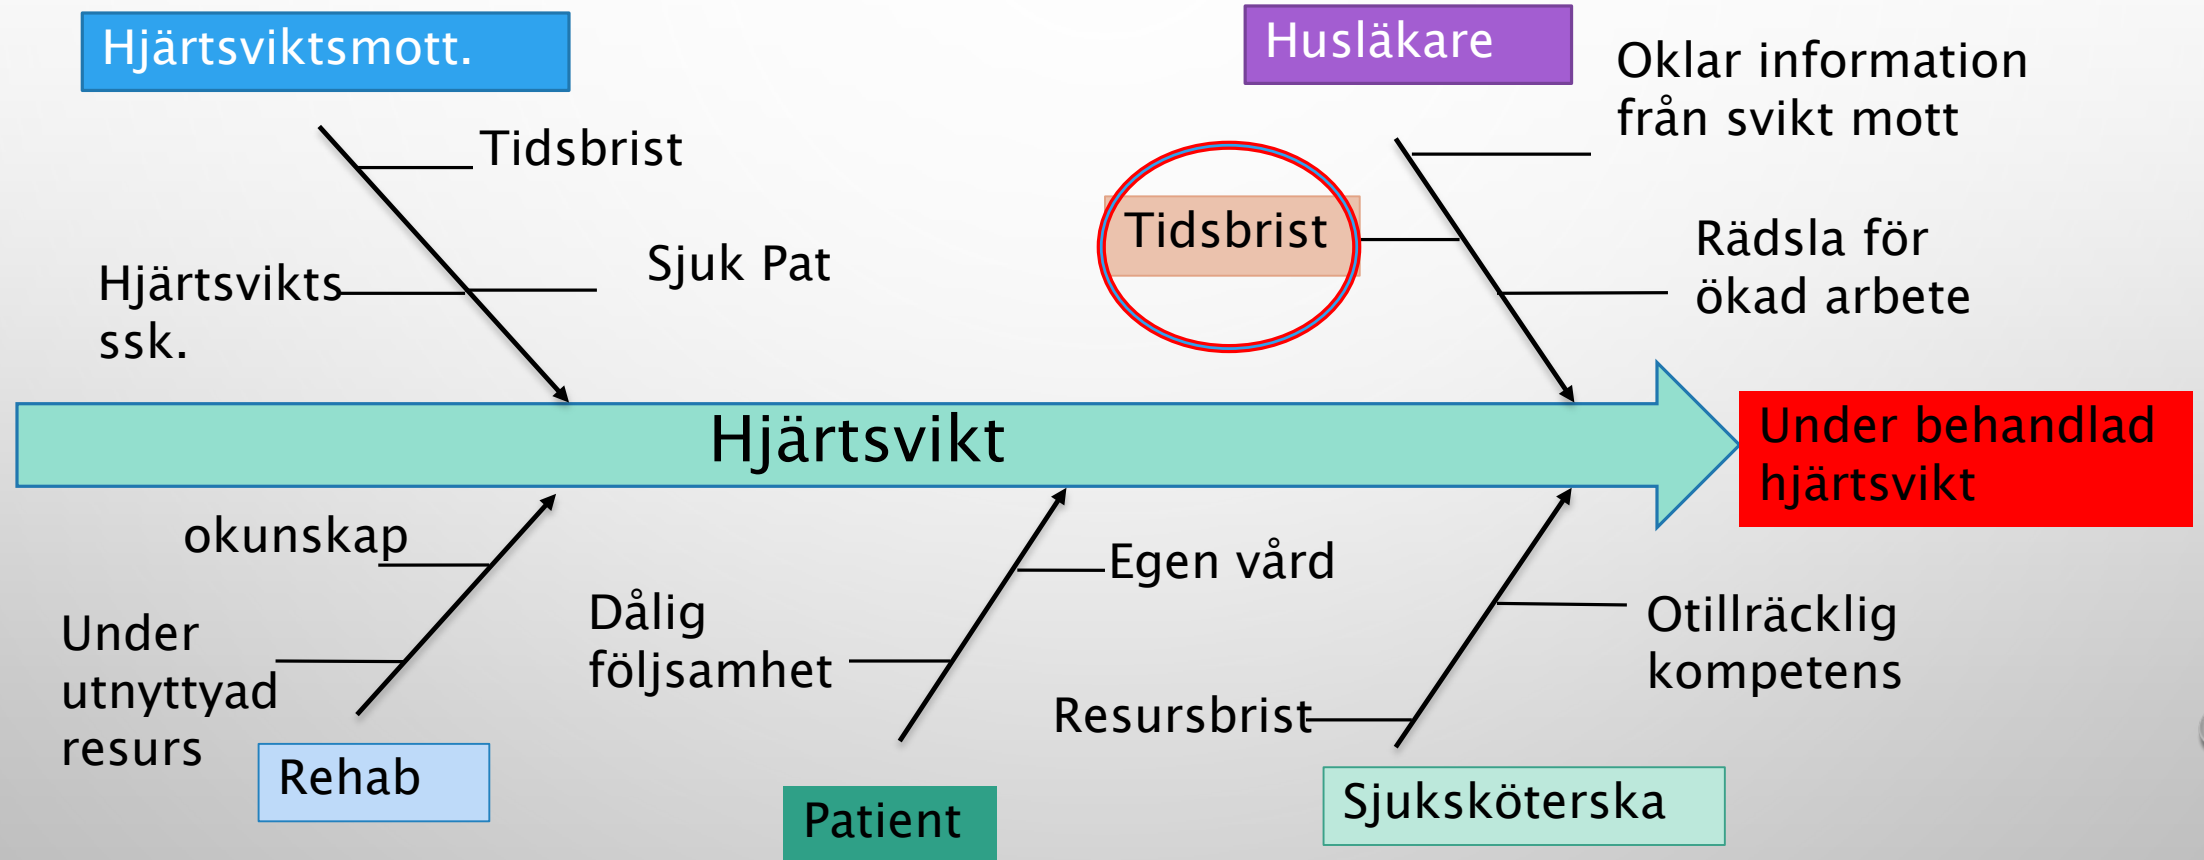 Hjärtsviktsmott.
Husläkare
Oklar information
från svikt mott
Tidsbrist
Sjuk Pat
Hjärtsvikts
ssk.
Tidsbrist
Rädsla för
ökad arbete
Hjärtsvikt
Under behandlad
hjärtsvikt
okunskap
Under
utnyttyad
resurs
Rehab
Dålig
följsamhet
Egen vård
Patient
Resursbrist
Otillräcklig
kompetens
Sjuksköterska